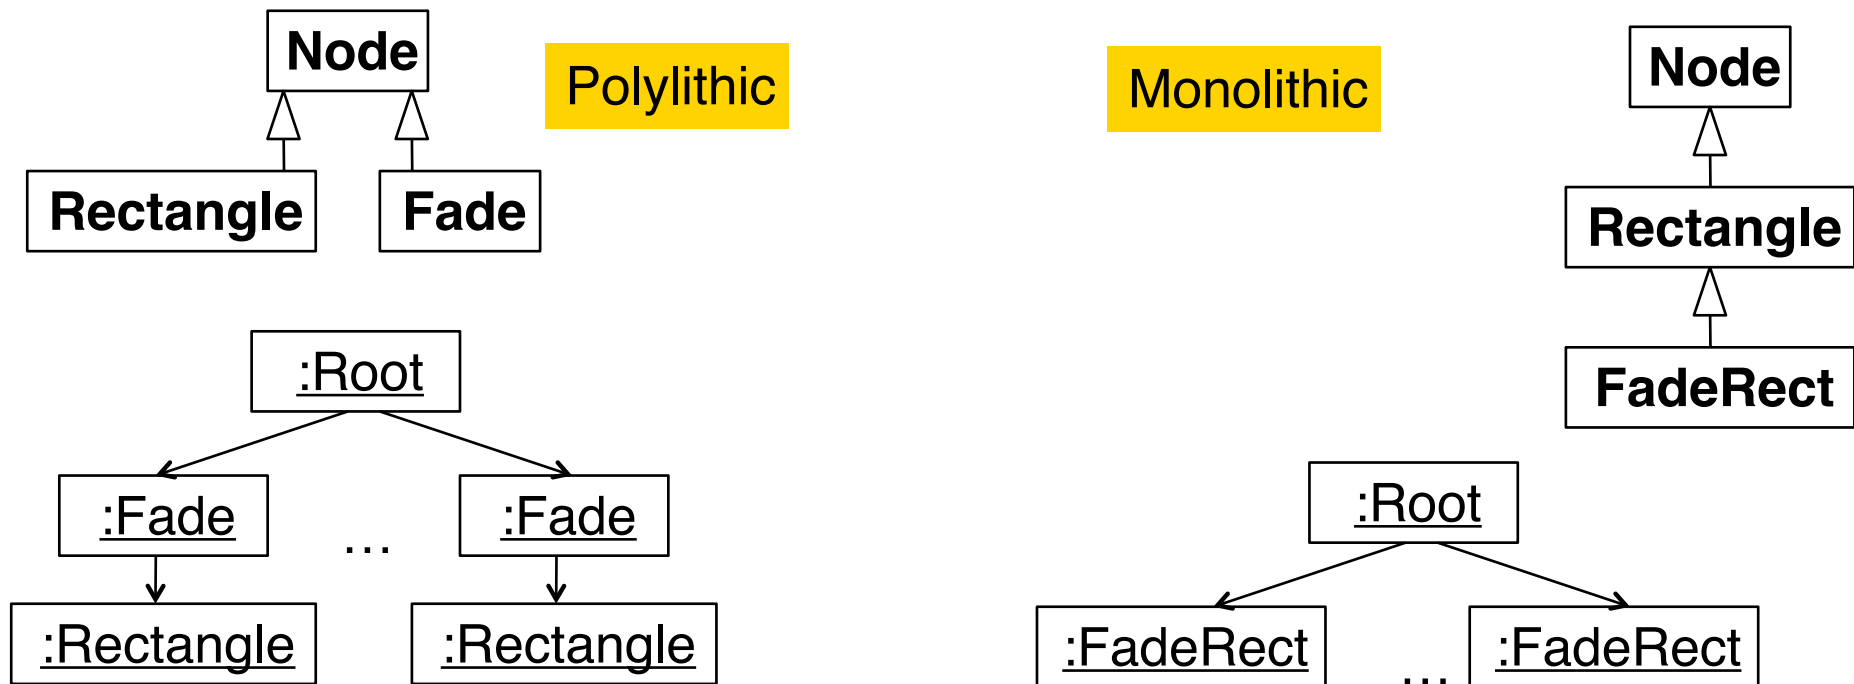 Node
Polylithic
Rectangle
Fade
:Root
:Fade
...
:Fade
:Rectangle
:Rectangle
Monolithic
Node
Rectangle
FadeRect
:Root
:FadeRect
...
:FadeRect